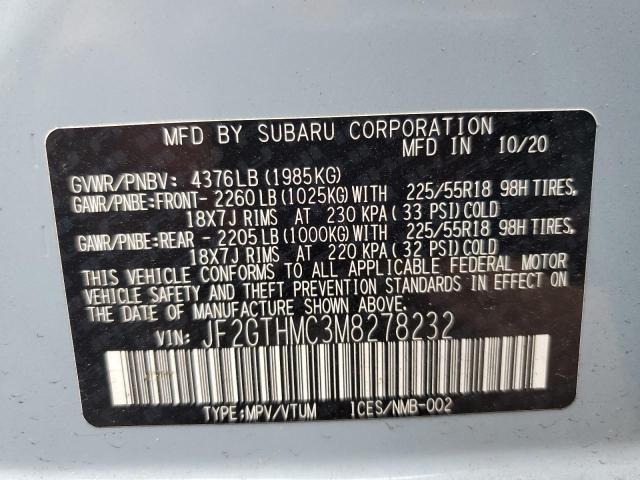 MFD BY SUBARU CORPORATION
MFD IN 10/20
GVWR/PNBV: 4376LB (1985KG)
GAWR/PNBE:FRONT- 2260LB (1025KG)WITH 225/55R18 98H TIRES.
18X7J RIMS AT 230 KPA (33 PSI)COLD
GAWR/PNBE:REAR - 2205LB (1000KG)WITH 225/55R18 98H TIRES.
18X7J RIMS AT 220 KPA (32 PSI)COLD
THIS VEHICLE CONFORMS TO ALL APPLICABLE FEDERAL MOTOR
VEHICLE SAFETY AND THEFT PREVENTION STANDARDS IN EFFECT ON
THE DATE OF MANUFACTURE SHOWN ABOVE.
VIN: JF2GTHMC3M8278232
TYPE:MPV/VTUM ICES/NMB-002